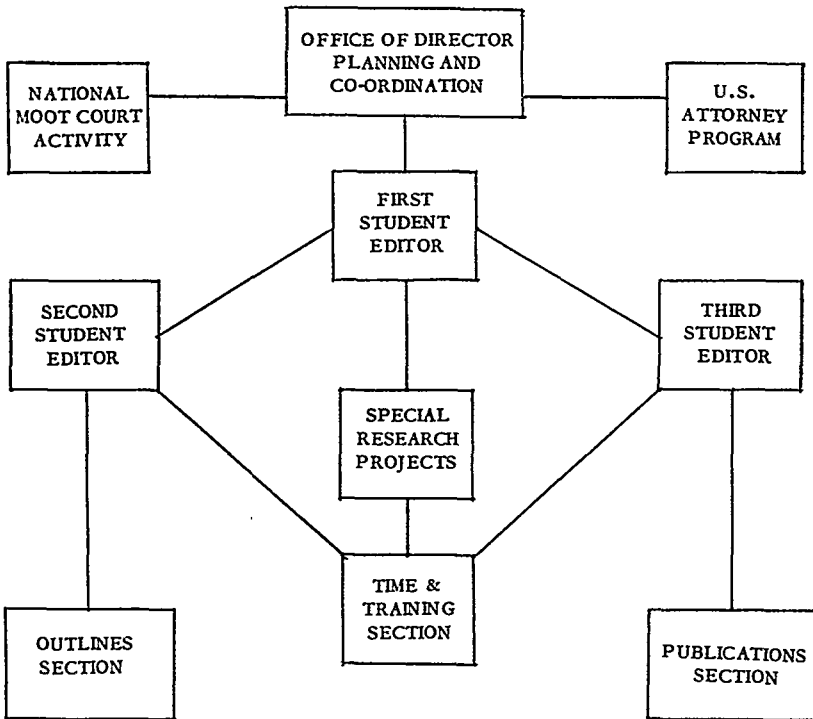 OFFICE OF DIRECTOR
PLANNING AND
CO-ORDINATION
NATIONAL
MOOT COURT
ACTIVITY
U.S.
ATTORNEY
PROGRAM
FIRST
STUDENT
EDITOR
SECOND
STUDENT
EDITOR
THIRD
STUDENT
EDITOR
SPECIAL
RESEARCH
PROJECTS
TIME &
TRAINING
SECTION
OUTLINES
SECTION
PUBLICATIONS
SECTION